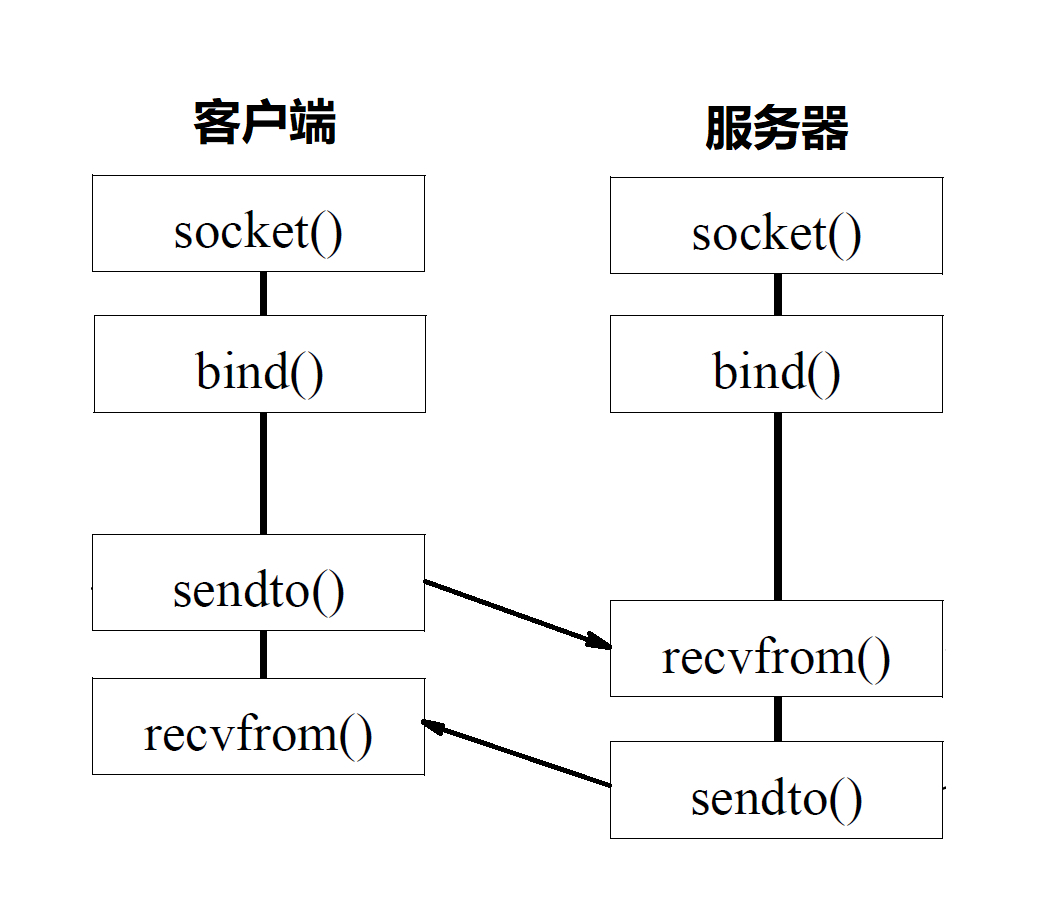 客户端
服务器
socket()
socket()
bind()
bind()
sendto()
recvfrom()
recvfrom()
sendto()